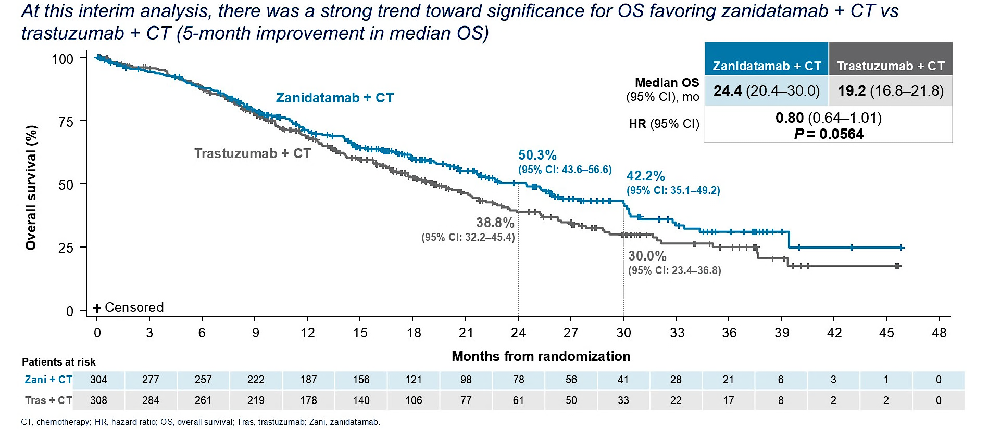 At this interim analysis, there was a strong trend toward significance for OS favoring zanidatamab + CT vs
trastuzumab + CT (5-month improvement in median OS)
Zanidatamab + CT Trastuzumab + CT
Median OS
(95% CI), mo
24.4 (20.4–30.0) 19.2 (16.8–21.8)
HR (95% CI)
0.80 (0.64–1.01)
P = 0.0564
Overall survival (%)
100
75
50
25
0
Zanidatamab + CT
Trastuzumab + CT
50.3%
(95% CI: 43.6–56.6)
42.2%
(95% CI: 35.1–49.2)
38.8%
(95% CI: 32.2–45.4)
30.0%
(95% CI: 23.4–36.8)
+ Censored
0 3 6 9 12 15 18 21 24 27 30 33 36 39 42 45 48
Months from randomization
Patients at risk
Zani + CT 304 277 257 222 187 156 121 98 78 56 41 28 21 6 3 1 0
Tras + CT 308 284 261 219 178 140 106 77 61 50 33 22 17 8 2 2 0
CT, chemotherapy; HR, hazard ratio; OS, overall survival; Tras, trastuzumab; Zani, zanidatamab.